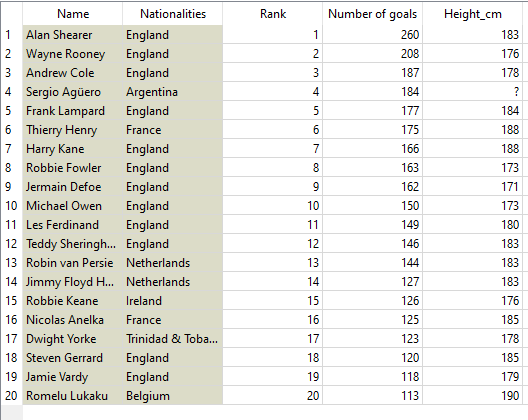 Name Nationalities Rank Number of goals Height_cm
1 Alan Shearer England 1 260 183
2 Wayne Rooney England 2 208 176
3 Andrew Cole England 3 187 178
4 Sergio Agüero Argentina 4 184 ?
5 Frank Lampard England 5 177 184
6 Thierry Henry France 6 175 188
7 Harry Kane England 7 166 188
8 Robbie Fowler England 8 163 173
9 Jermain Defoe England 9 162 171
10 Michael Owen England 10 150 173
11 Les Ferdinand England 11 149 180
12 Teddy Sheringh... England 12 146 183
13 Robin van Persie Netherlands 13 144 183
14 Jimmy Floyd H... Netherlands 14 127 183
15 Robbie Keane Ireland 15 126 176
16 Nicolas Anelka France 16 125 185
17 Dwight Yorke Trinidad & Toba... 17 123 178
18 Steven Gerrard England 18 120 185
19 Jamie Vardy England 19 118 179
20 Romelu Lukaku Belgium 20 113 190